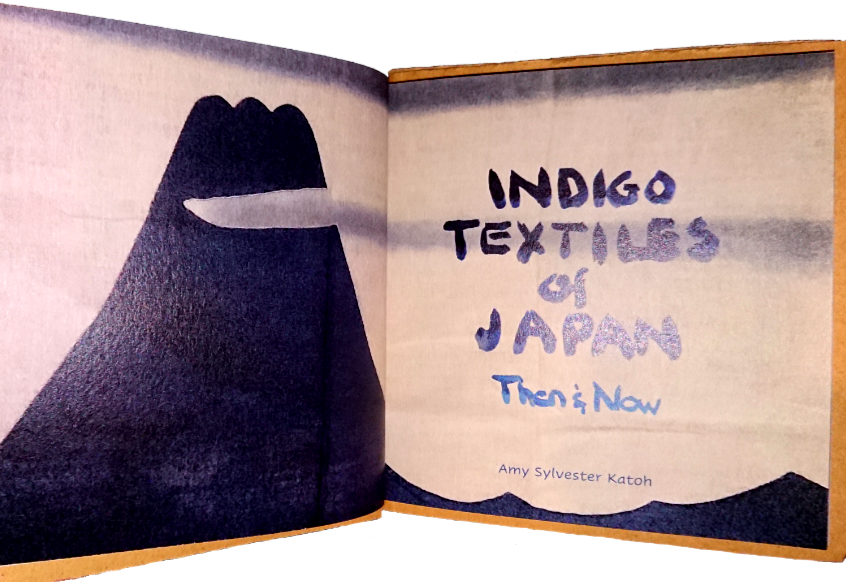 INDIGO
TEXTILES
of
JAPAN
Then & Now
Amy Sylvester Katoh